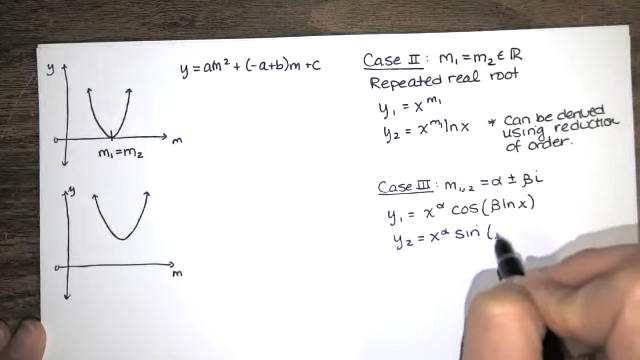 y
y = am² + (-a+b)m + c
m
m₁=m₂
y
m
Case II : m₁ = m₂ ∈ ℝ
Repeated real root
y₁ = x^m₁
y₂ = x^m₁ ln x
* Can be derived
using reduction
of order.
Case III : m₁,₂ = α ± βi
y₁ = x^α cos(β ln x)
y₂ = x^α sin (